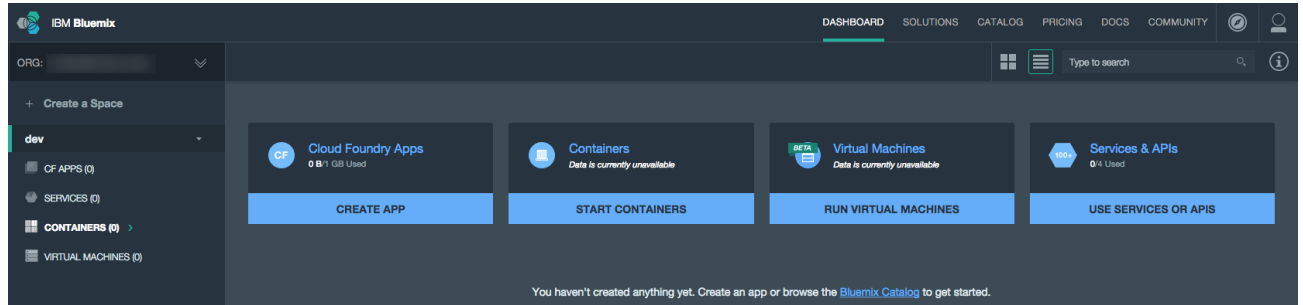 IBM Bluemix
DASHBOARD SOLUTIONS CATALOG PRICING DOCS COMMUNITY
ORG:
Type to search
+ Create a Space
dev
CF APPS (0)
SERVICES (0)
CONTAINERS (0) >
VIRTUAL MACHINES (0)
CF
Cloud Foundry Apps
0 B/1 GB Used
CREATE APP
Containers
Data is currently unavailable
START CONTAINERS
BETA
Virtual Machines
Data is currently unavailable
RUN VIRTUAL MACHINES
100+
Services & APIs
0/4 Used
USE SERVICES OR APIS
You haven't created anything yet. Create an app or browse the Bluemix Catalog to get started.